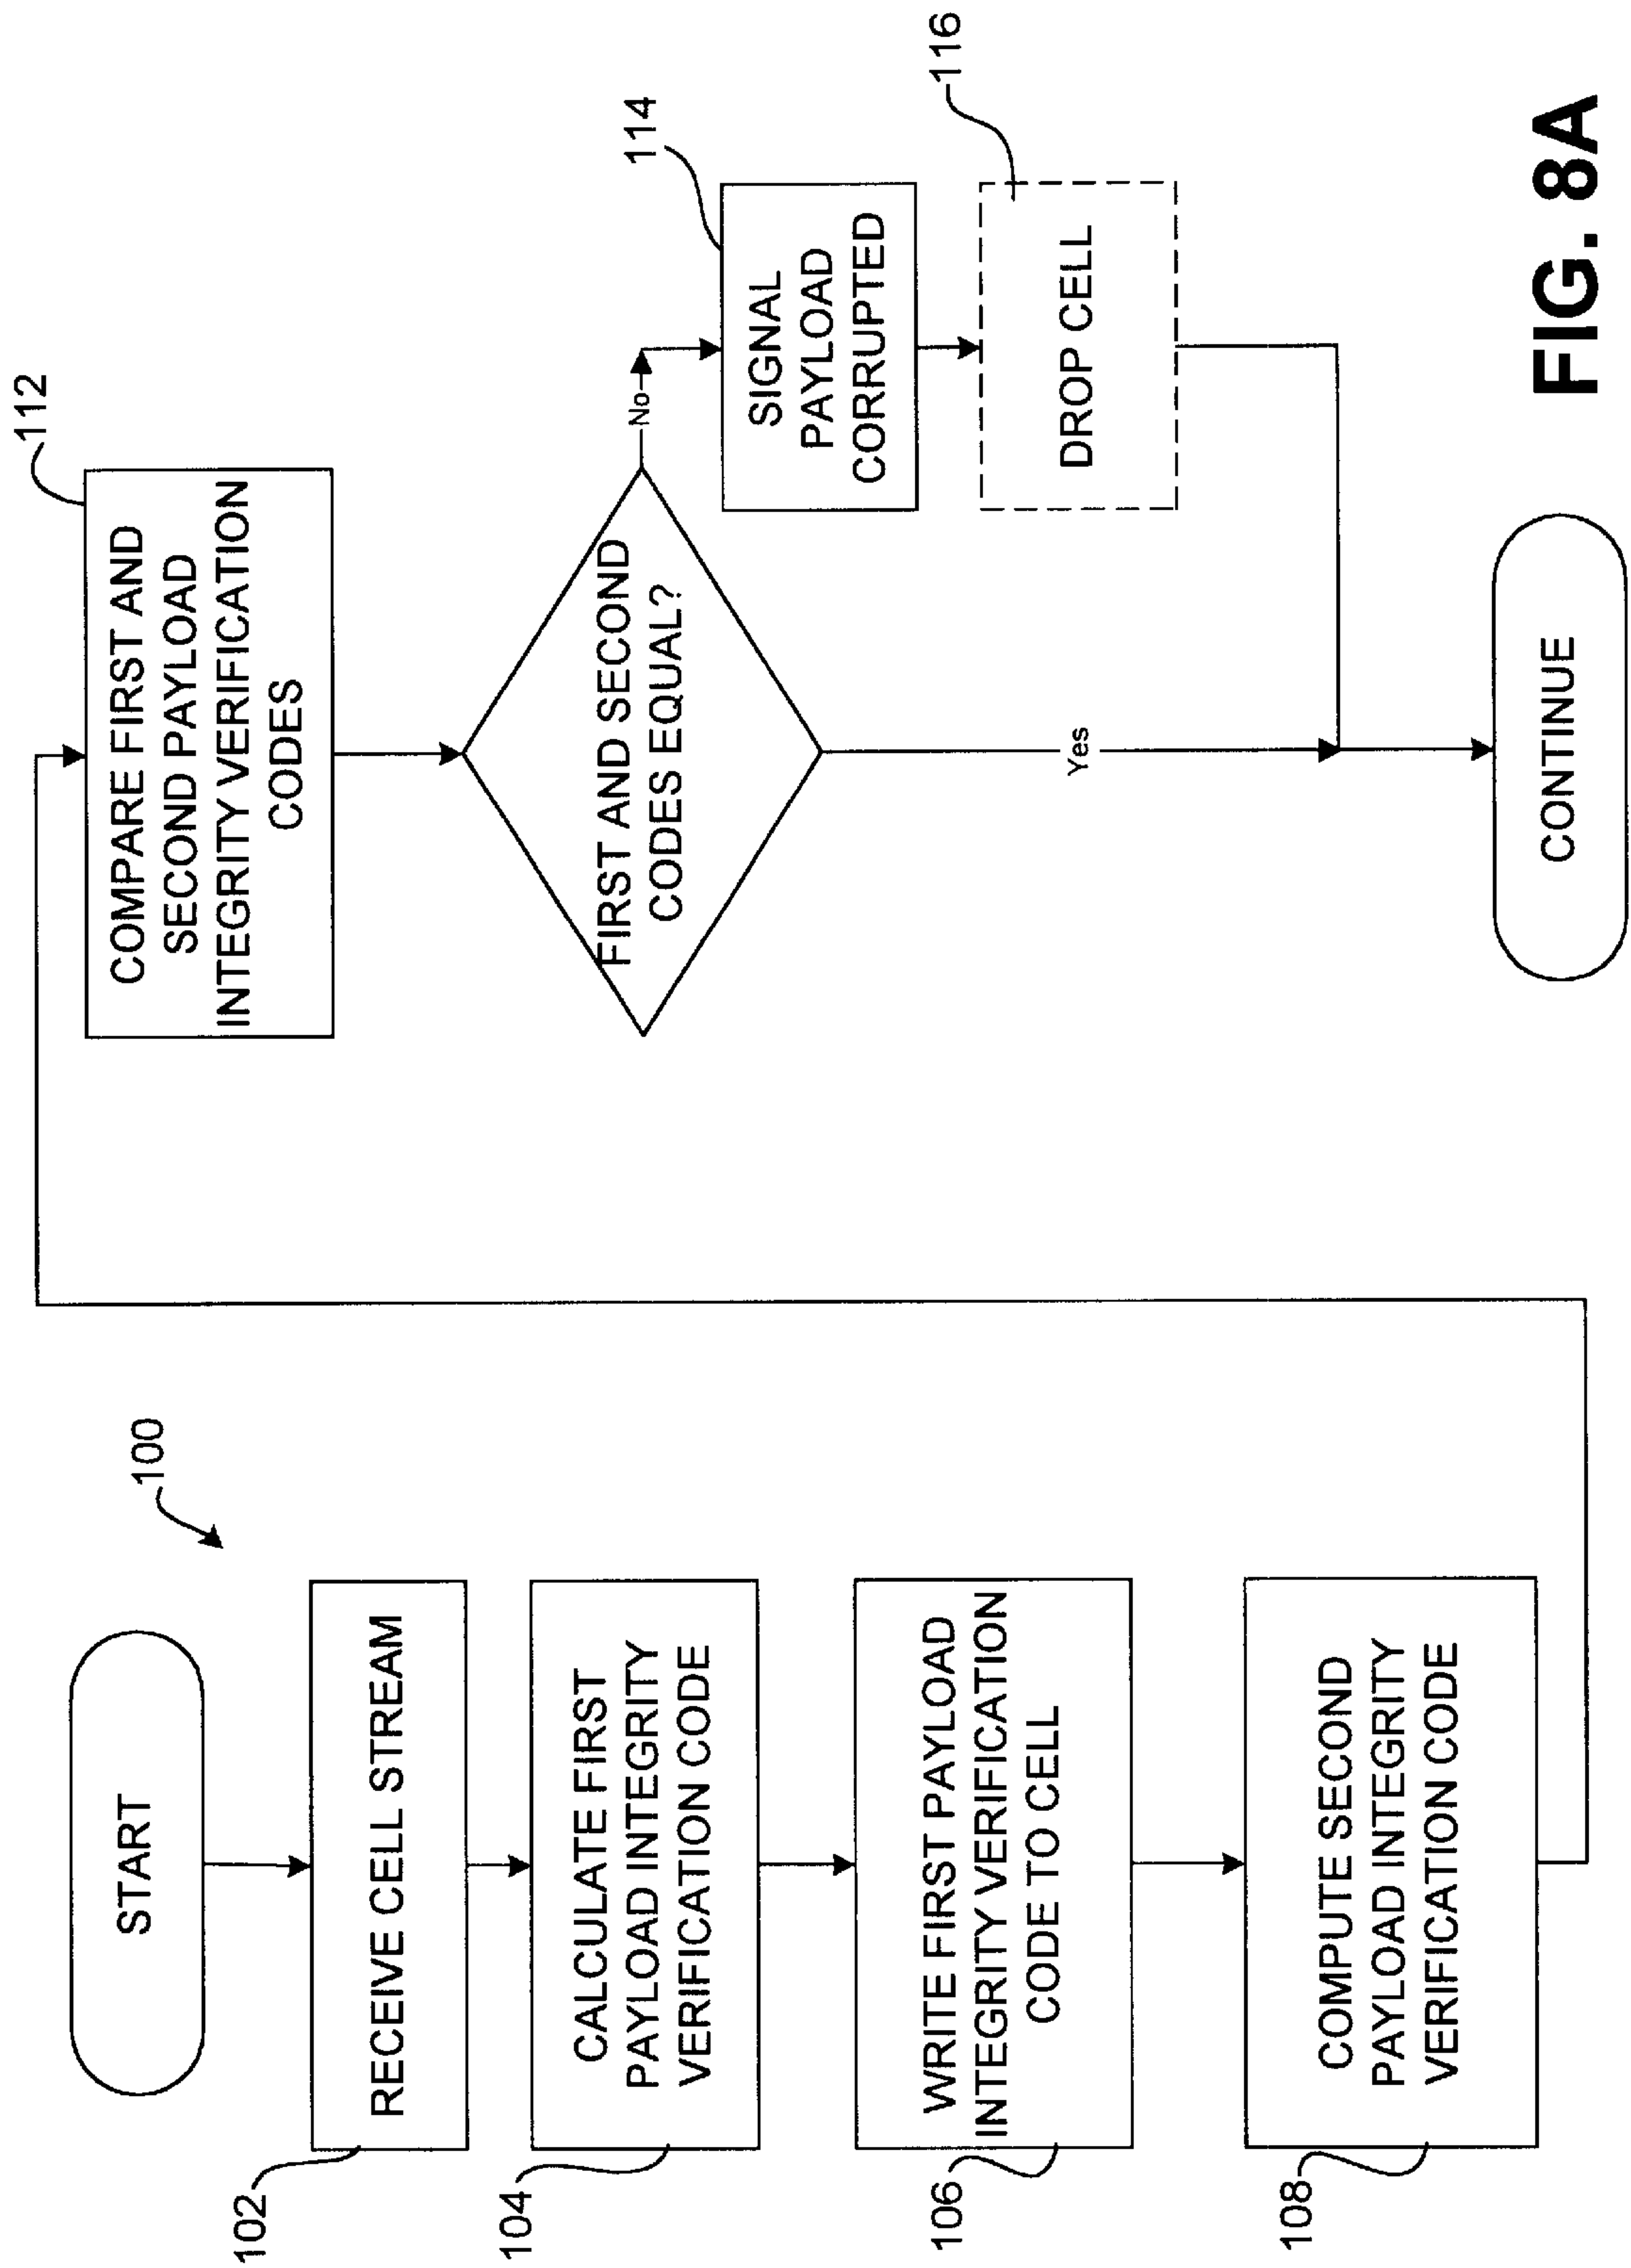 100
START
102
RECEIVE CELL STREAM
104
CALCULATE FIRST
PAYLOAD INTEGRITY
VERIFICATION CODE
106
WRITE FIRST PAYLOAD
INTEGRITY VERIFICATION
CODE TO CELL
108
COMPUTE SECOND
PAYLOAD INTEGRITY
VERIFICATION CODE
112
COMPARE FIRST AND
SECOND PAYLOAD
INTEGRITY VERIFICATION
CODES
FIRST AND SECOND
CODES EQUAL?
No
114
SIGNAL
PAYLOAD
CORRUPTED
116
DROP CELL
Yes
CONTINUE
FIG. 8A